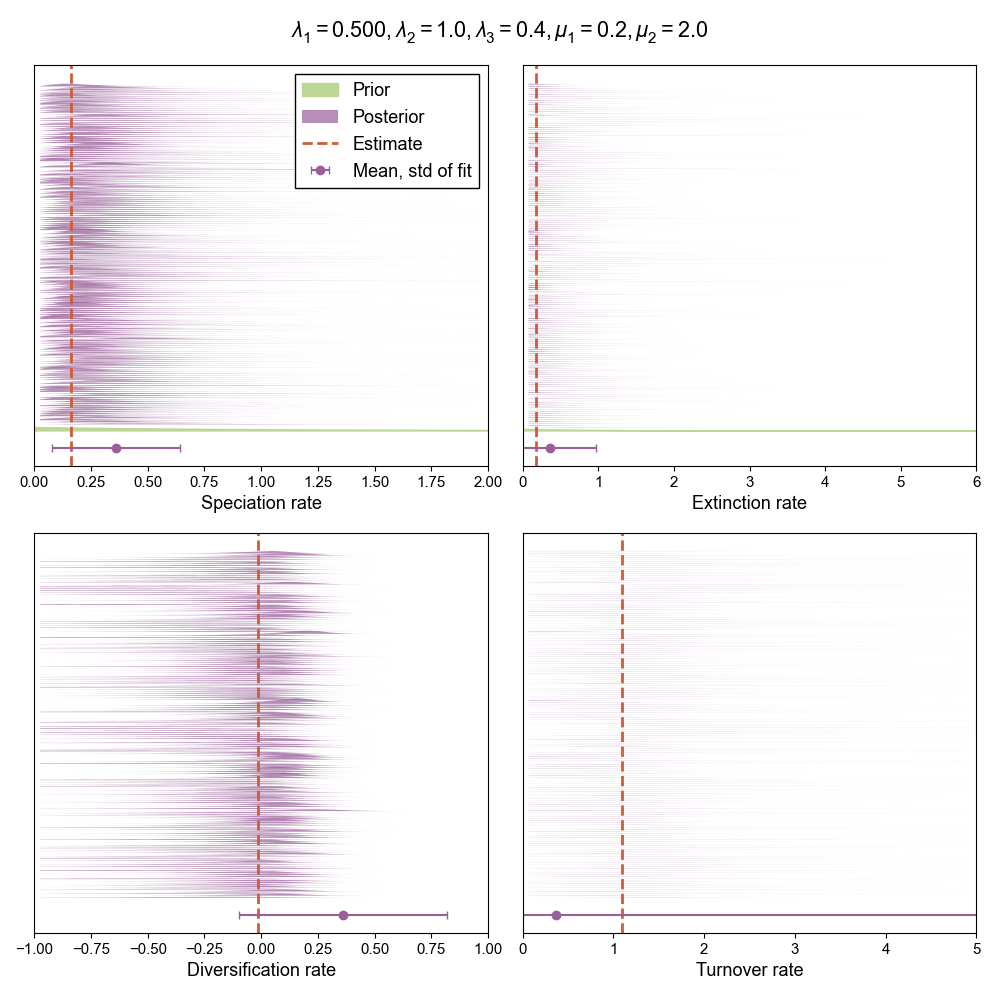 λ₁ = 0.500, λ₂ = 1.0, λ₃ = 0.4, μ₁ = 0.2, μ₂ = 2.0
Prior
Posterior
Estimate
Mean, std of fit
0.00 0.25 0.50 0.75 1.00 1.25 1.50 1.75 2.00
Speciation rate
0 1 2 3 4 5 6
Extinction rate
−1.00 −0.75 −0.50 −0.25 0.00 0.25 0.50 0.75 1.00
Diversification rate
0 1 2 3 4 5
Turnover rate